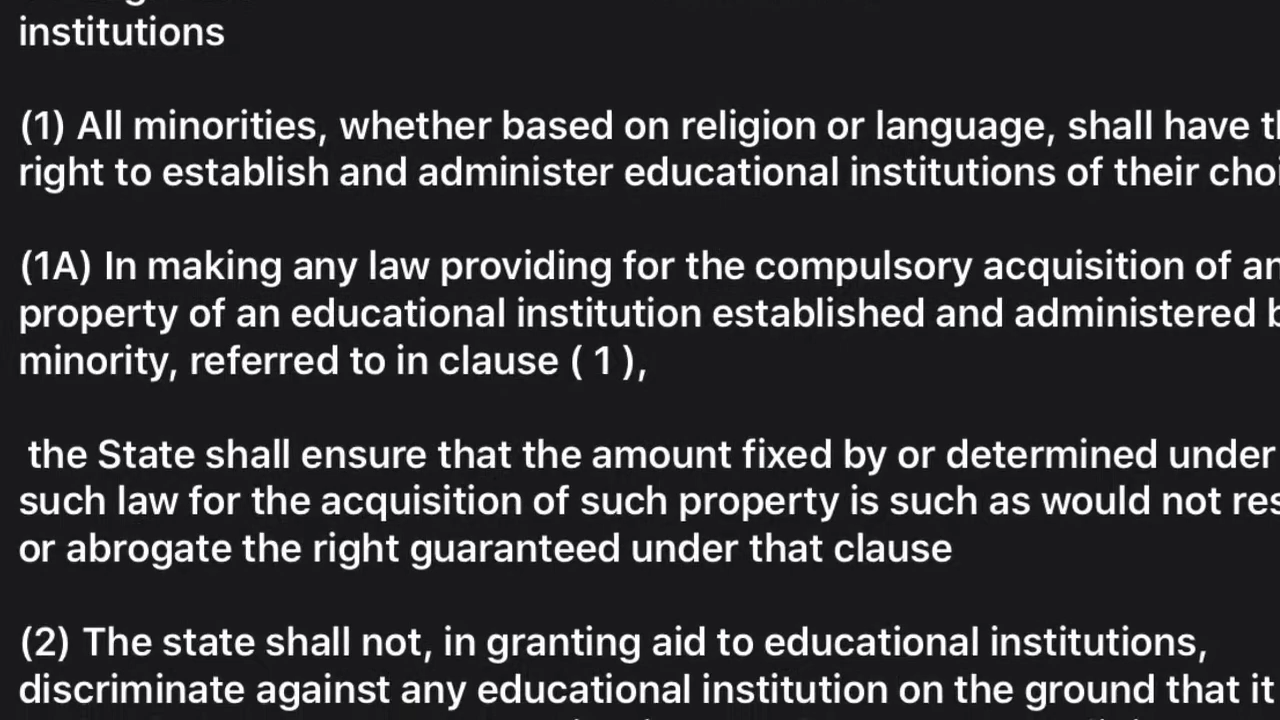 institutions
(1) All minorities, whether based on religion or language, shall have
right to establish and administer educational institutions of their
(1A) In making any law providing for the compulsory acquisition of
property of an educational institution established and administered
minority, referred to in clause ( 1 ),
the State shall ensure that the amount fixed by or determined under
such law for the acquisition of such property is such as would not
or abrogate the right guaranteed under that clause
(2) The state shall not, in granting aid to educational institutions,
discriminate against any educational institution on the ground that it